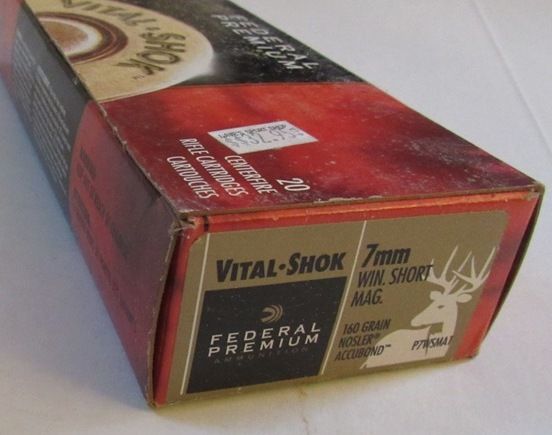 VITAL•SHOK
FEDERAL
PREMIUM
20
CENTERFIRE
RIFLE CARTRIDGES
CARTOUCHES
VITAL•SHOK
FEDERAL
PREMIUM
AMMUNITION
7mm
WIN. SHORT
MAG.
160 GRAIN
NOSLER®
ACCUBOND™
P7WSMA1